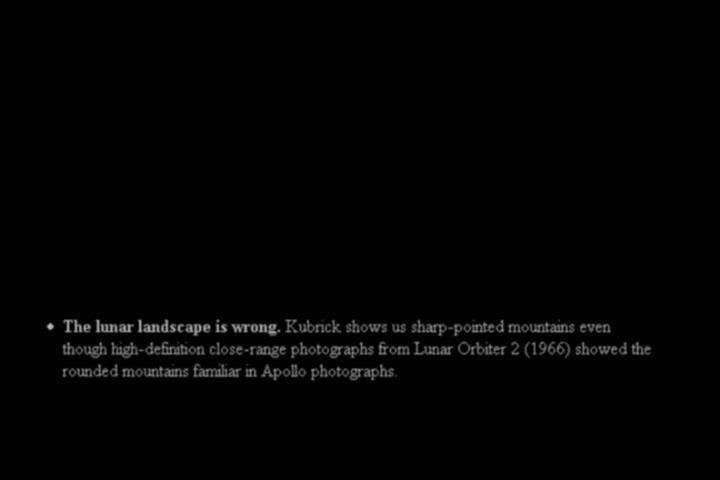 ◆ The lunar landscape is wrong. Kubrick shows us sharp-pointed mountains even
though high-definition close-range photographs from Lunar Orbiter 2 (1966) showed the
rounded mountains familiar in Apollo photographs.